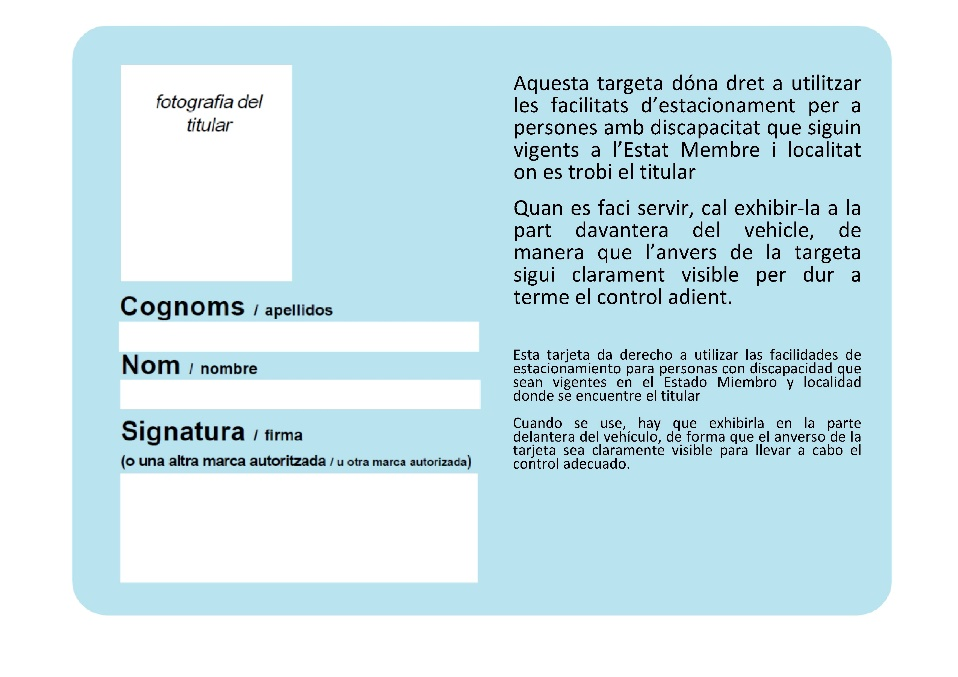 fotografia del
titular
Cognoms / apellidos
Nom / nombre
Signatura / firma
(o una altra marca autoritzada / u otra marca autorizada)
Aquesta targeta dóna dret a utilitzar
les facilitats d’estacionament per a
persones amb discapacitat que siguin
vigents a l’Estat Membre i localitat
on es trobi el titular
Quan es faci servir, cal exhibir-la a la
part davantera del vehicle, de
manera que l’anvers de la targeta
sigui clarament visible per dur a
terme el control adient.
Esta tarjeta da derecho a utilizar las facilidades de
estacionamiento para personas con discapacidad que
sean vigentes en el Estado Miembro y localidad
donde se encuentre el titular
Cuando se use, hay que exhibirla en la parte
delantera del vehículo, de forma que el anverso de la
tarjeta sea claramente visible para llevar a cabo el
control adecuado.